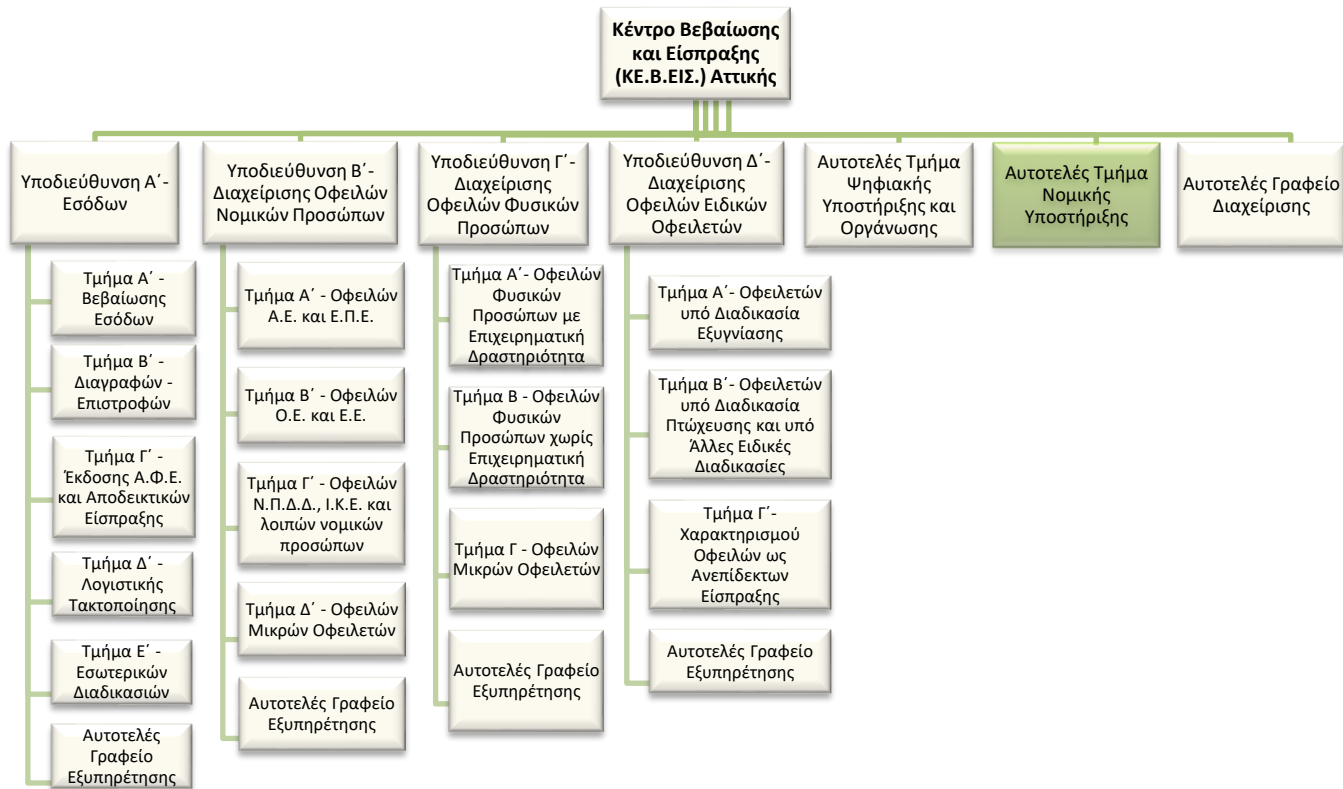 Κέντρο Βεβαίωσης
και Είσπραξης
(ΚΕ.Β.ΕΙΣ.) Αττικής
Υποδιεύθυνση Α΄-
Εσόδων
Τμήμα Α΄ -
Βεβαίωσης
Εσόδων
Τμήμα Β΄ -
Διαγραφών -
Επιστροφών
Τμήμα Γ΄ -
Έκδοσης Α.Φ.Ε.
και Αποδεικτικών
Είσπραξης
Τμήμα Δ΄ -
Λογιστικής
Τακτοποίησης
Τμήμα Ε΄ -
Εσωτερικών
Διαδικασιών
Αυτοτελές
Γραφείο
Εξυπηρέτησης
Υποδιεύθυνση Β΄-
Διαχείρισης Οφειλών
Νομικών Προσώπων
Τμήμα Α΄ - Οφειλών
Α.Ε. και Ε.Π.Ε.
Τμήμα Β΄ - Οφειλών
Ο.Ε. και Ε.Ε.
Τμήμα Γ΄ - Οφειλών
Ν.Π.Δ.Δ., Ι.Κ.Ε. και
λοιπών νομικών
προσώπων
Τμήμα Δ΄ - Οφειλών
Μικρών Οφειλετών
Αυτοτελές Γραφείο
Εξυπηρέτησης
Υποδιεύθυνση Γ΄-
Διαχείρισης
Οφειλών Φυσικών
Προσώπων
Τμήμα Α΄- Οφειλών
Φυσικών
Προσώπων με
Επιχειρηματική
Δραστηριότητα
Τμήμα Β - Οφειλών
Φυσικών
Προσώπων χωρίς
Επιχειρηματική
Δραστηριότητα
Τμήμα Γ - Οφειλών
Μικρών Οφειλετών
Αυτοτελές Γραφείο
Εξυπηρέτησης
Υποδιεύθυνση Δ΄-
Διαχείρισης
Οφειλών Ειδικών
Οφειλετών
Τμήμα Α΄- Οφειλετών
υπό Διαδικασία
Εξυγνίασης
Τμήμα Β΄- Οφειλετών
υπό Διαδικασία
Πτώχευσης και υπό
Άλλες Ειδικές
Διαδικασίες
Τμήμα Γ΄-
Χαρακτηρισμού
Οφειλών ως
Ανεπίδεκτων
Είσπραξης
Αυτοτελές Γραφείο
Εξυπηρέτησης
Αυτοτελές Τμήμα
Ψηφιακής
Υποστήριξης και
Οργάνωσης
Αυτοτελές Τμήμα
Νομικής
Υποστήριξης
Αυτοτελές Γραφείο
Διαχείρισης